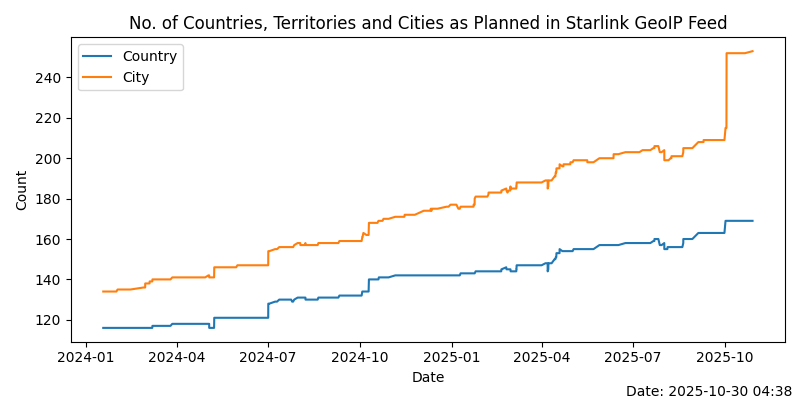 No. of Countries, Territories and Cities as Planned in Starlink GeoIP Feed
Country
City
240
220
200
180
160
140
120
Count
2024-01 2024-04 2024-07 2024-10 2025-01 2025-04 2025-07 2025-10
Date
Date: 2025-10-30 04:38